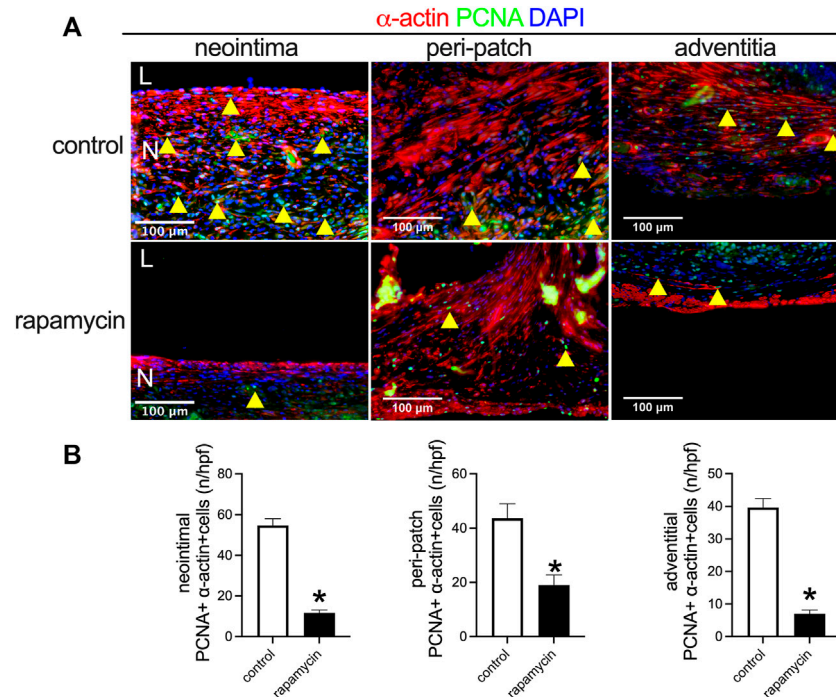 A
α-actin PCNA DAPI
neointima peri-patch adventitia
control
L
N
100 µm
100 µm
100 µm
rapamycin
L
N
100 µm
100 µm
100 µm
B
neointimal
PCNA+ α-actin+cells (n/hpf)
80
60
40
20
0
*
control
rapamycin
peri-patch
PCNA+ α-actin+cells (n/hpf)
60
40
20
0
*
control
rapamycin
adventitial
PCNA+ α-actin+cells (n/hpf)
50
40
30
20
10
0
*
control
rapamycin